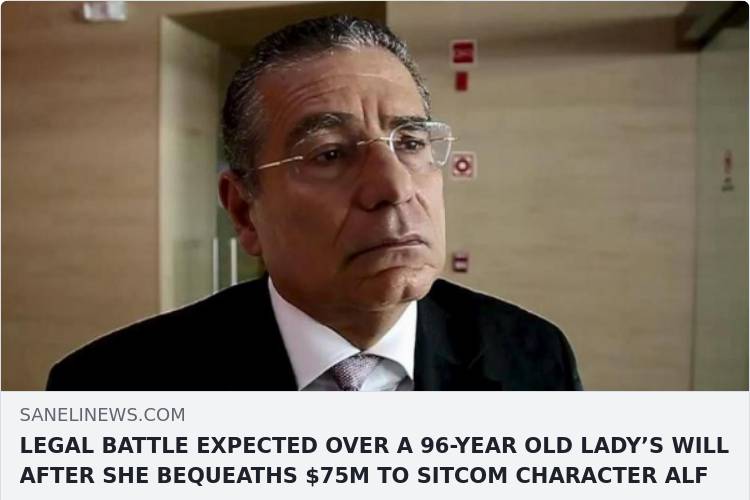 SANELINEWS.COM
LEGAL BATTLE EXPECTED OVER A 96-YEAR OLD LADY’S WILL
AFTER SHE BEQUEATHS $75M TO SITCOM CHARACTER ALF